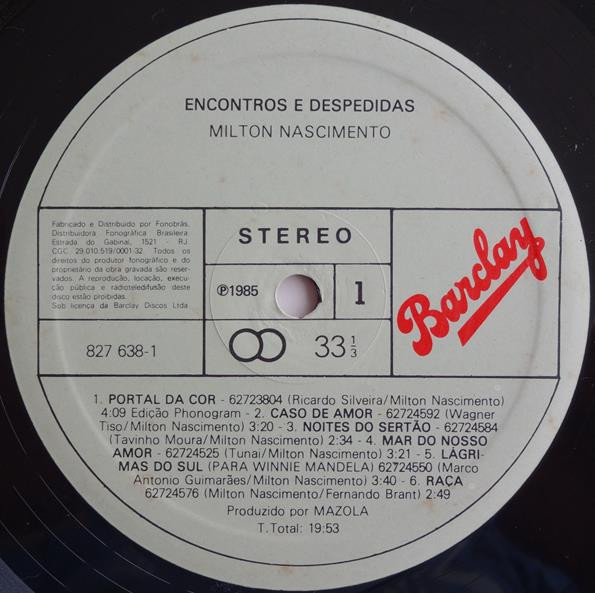 ENCONTROS E DESPEDIDAS
MILTON NASCIMENTO
Fabricado e Distribuido por Fonobrás,
Distribuidora Fonográfica Brasileira
Estrada do Gabinal, 1521 - RJ.
CGC 29.010.519/0001-32. Todos os
direitos do produtor fonográfico e do
proprietário da obra gravada são reser-
vados. A reprodução, locação, execu-
ção pública e radioteledifusão deste
disco estão proibidas.
Sob licença da Barclay Discos Ltda.
STEREO
℗1985
1
827 638-1
33 1/3
Barclay
1. PORTAL DA COR - 62723804 (Ricardo Silveira/Milton Nascimento)
4:09 Edição Phonogram - 2. CASO DE AMOR - 62724592 (Wagner
Tiso/Milton Nascimento) 3:20 - 3. NOITES DO SERTÃO - 62724584
(Tavinho Moura/Milton Nascimento) 2:34 - 4. MAR DO NOSSO
AMOR - 62724525 (Tunai/Milton Nascimento) 3:21 - 5. LÁGRI-
MAS DO SUL (PARA WINNIE MANDELA) 62724550 (Marco
Antonio Guimarães/Milton Nascimento) 3:40 - 6. RAÇA
62724576 (Milton Nascimento/Fernando Brant) 2:49
Produzido por MAZOLA
T.Total: 19:53